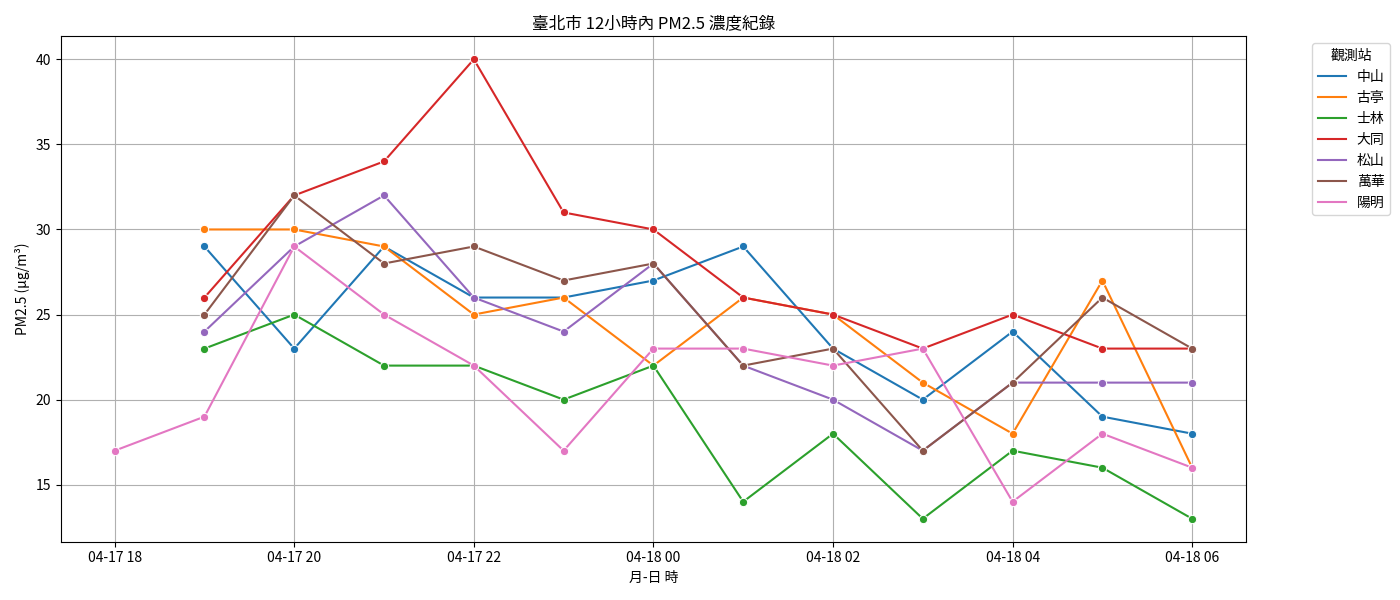 臺北市 12小時內 PM2.5 濃度紀錄
觀測站
中山
古亭
士林
大同
松山
萬華
陽明
PM2.5 (μg/m³)
40
35
30
25
20
15
04-17 18
04-17 20
04-17 22
04-18 00
04-18 02
04-18 04
04-18 06
月-日 時